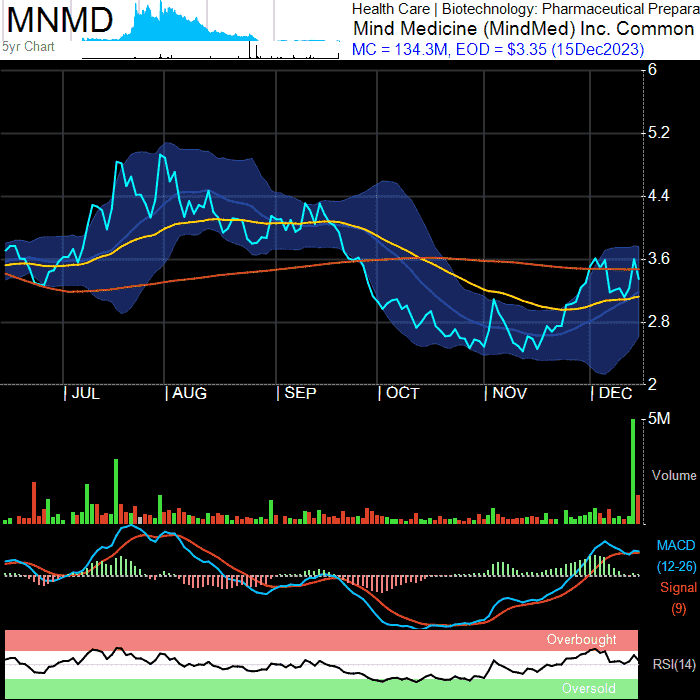 MNMD
5yr Chart
Health Care | Biotechnology: Pharmaceutical Prepara
Mind Medicine (MindMed) Inc. Common
MC = 134.3M, EOD = $3.35 (15Dec2023)
6
5.2
4.4
3.6
2.8
2
| JUL | AUG | SEP | OCT | NOV | DEC
5M
Volume
MACD
(12-26)
Signal
(9)
Overbought
RSI(14)
Oversold